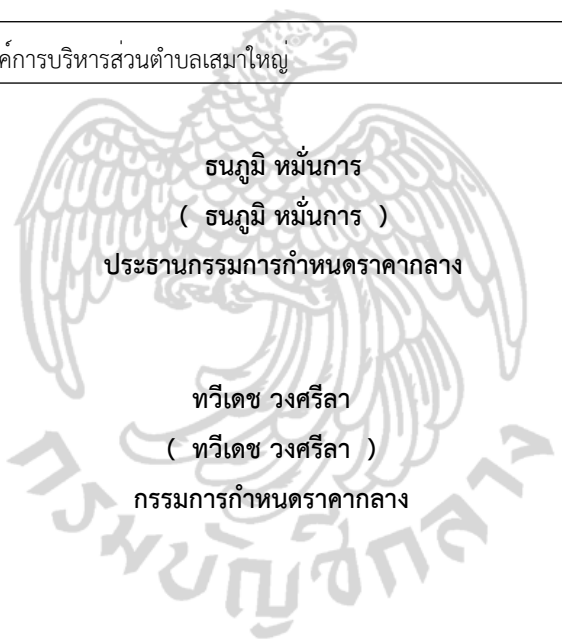 ค์การบริหารส่วนตำบลเสมาใหญ่
ธนภูมิ หมั่นการ
( ธนภูมิ หมั่นการ )
ประธานกรรมการกำหนดราคากลาง
ทวีเดช วงศรีลา
( ทวีเดช วงศรีลา )
กรรมการกำหนดราคากลาง
กรมบัญชีกลาง